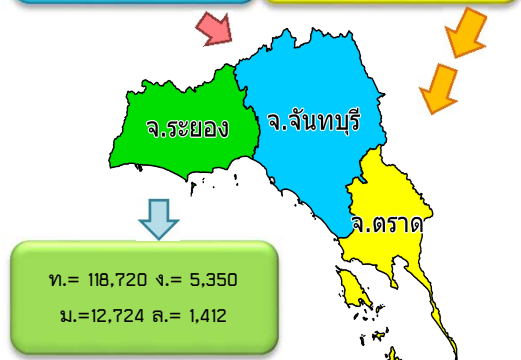 จ.ระยอง
จ.จันทบุรี
จ.ตราด
ท.= 118,720 ง.= 5,350
ม.=12,724 ล.= 1,412